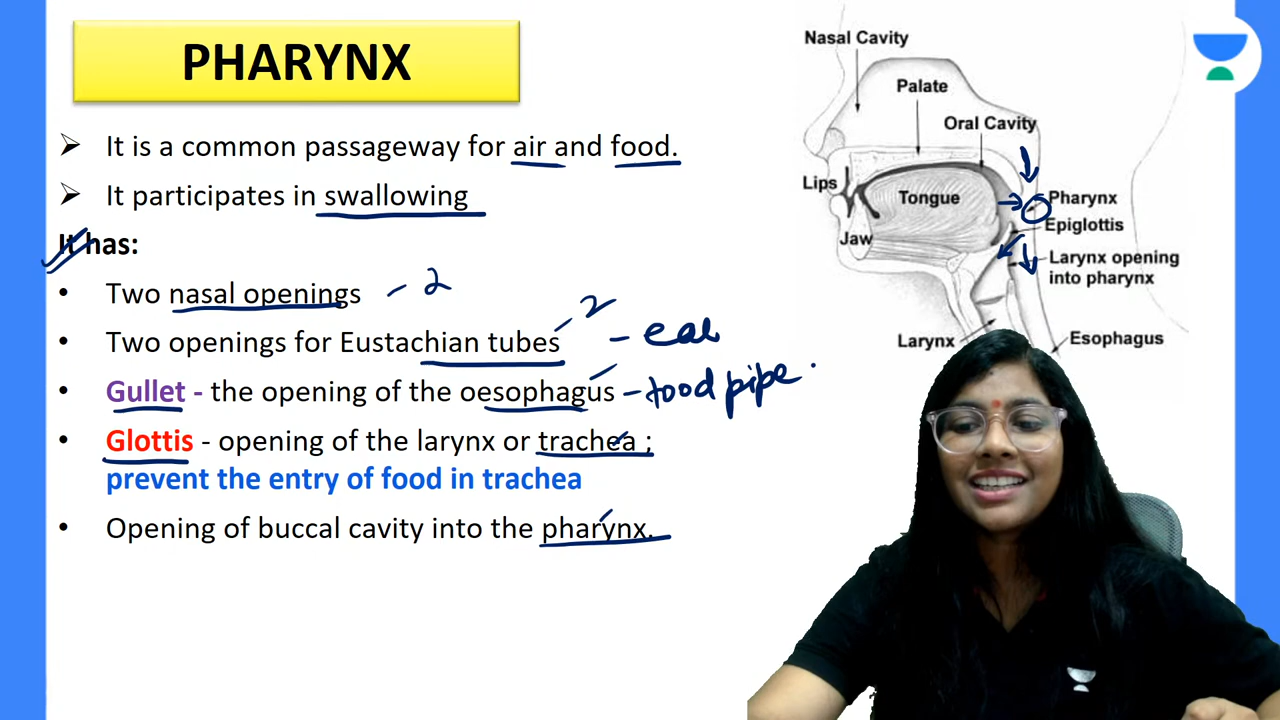 PHARYNX
➢ It is a common passageway for air and food.
➢ It participates in swallowing
It has:
• Two nasal openings - 2
• Two openings for Eustachian tubes - 2 - ear
• Gullet - the opening of the oesophagus - food pipe.
• Glottis - opening of the larynx or trachea ;
prevent the entry of food in trachea
• Opening of buccal cavity into the pharynx.
Nasal Cavity
Palate
Oral Cavity
Lips
Tongue
Pharynx
Epiglottis
Jaw
Larynx opening
into pharynx
Larynx
Esophagus